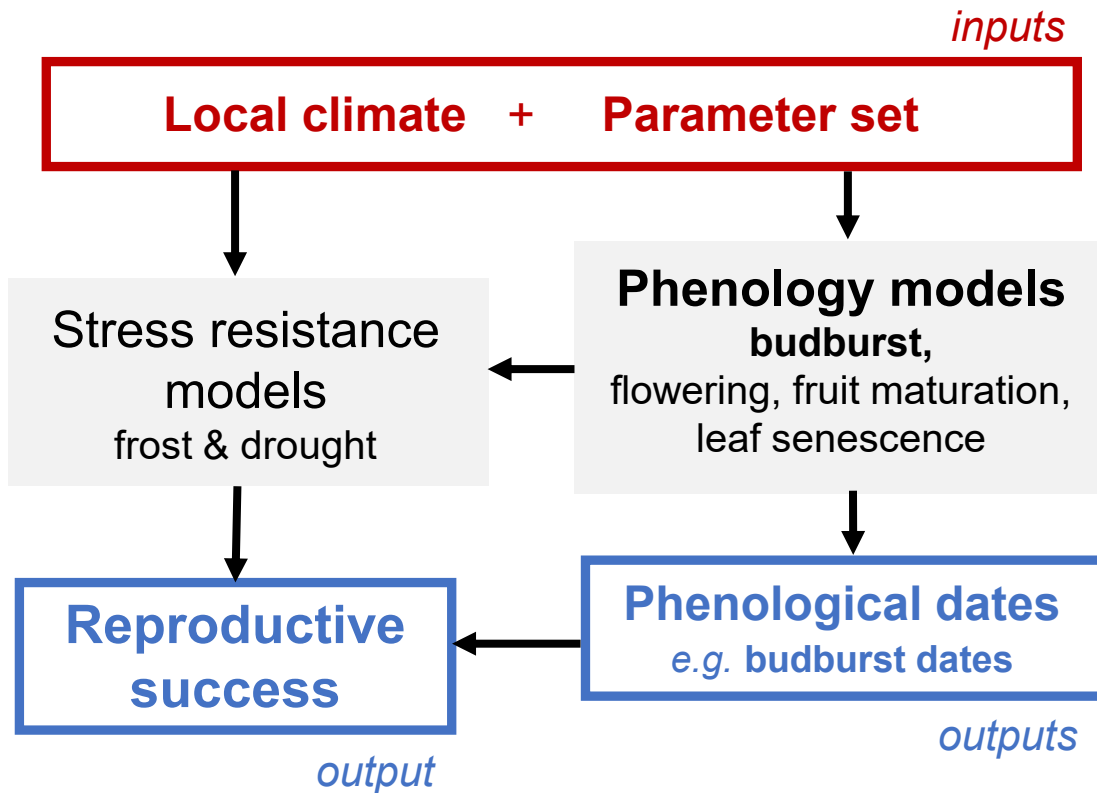 inputs
Local climate + Parameter set
Stress resistance
models
frost & drought
Phenology models
budburst,
flowering, fruit maturation,
leaf senescence
Reproductive
success
output
Phenological dates
e.g. budburst dates
outputs